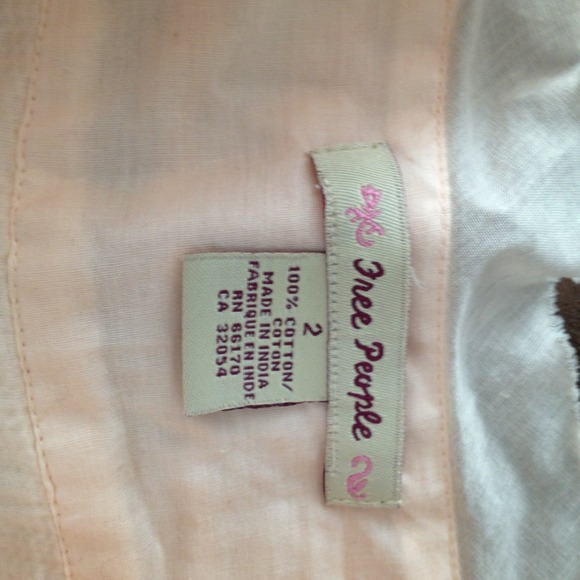 Free People
2
100% COTTON/
COTON
MADE IN INDIA
FABRIQUE EN INDE
RN 66170
CA 32054